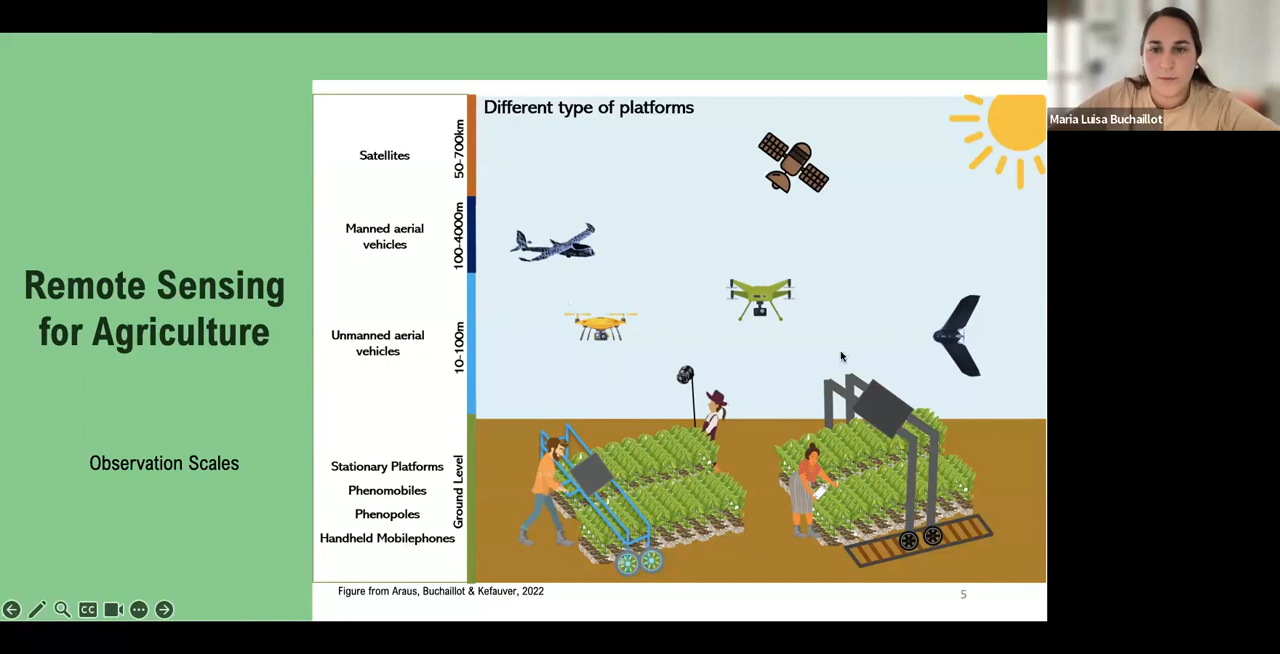 Remote Sensing
for Agriculture
Observation Scales
Different type of platforms
Satellites
50-700km
Manned aerial
vehicles
100-4000m
Unmanned aerial
vehicles
10-100m
Stationary Platforms
Phenomobiles
Phenopoles
Handheld Mobilephones
Ground Level
Figure from Araus, Buchaillot & Kefauver, 2022
5
CC
Maria Luisa Buchaillot